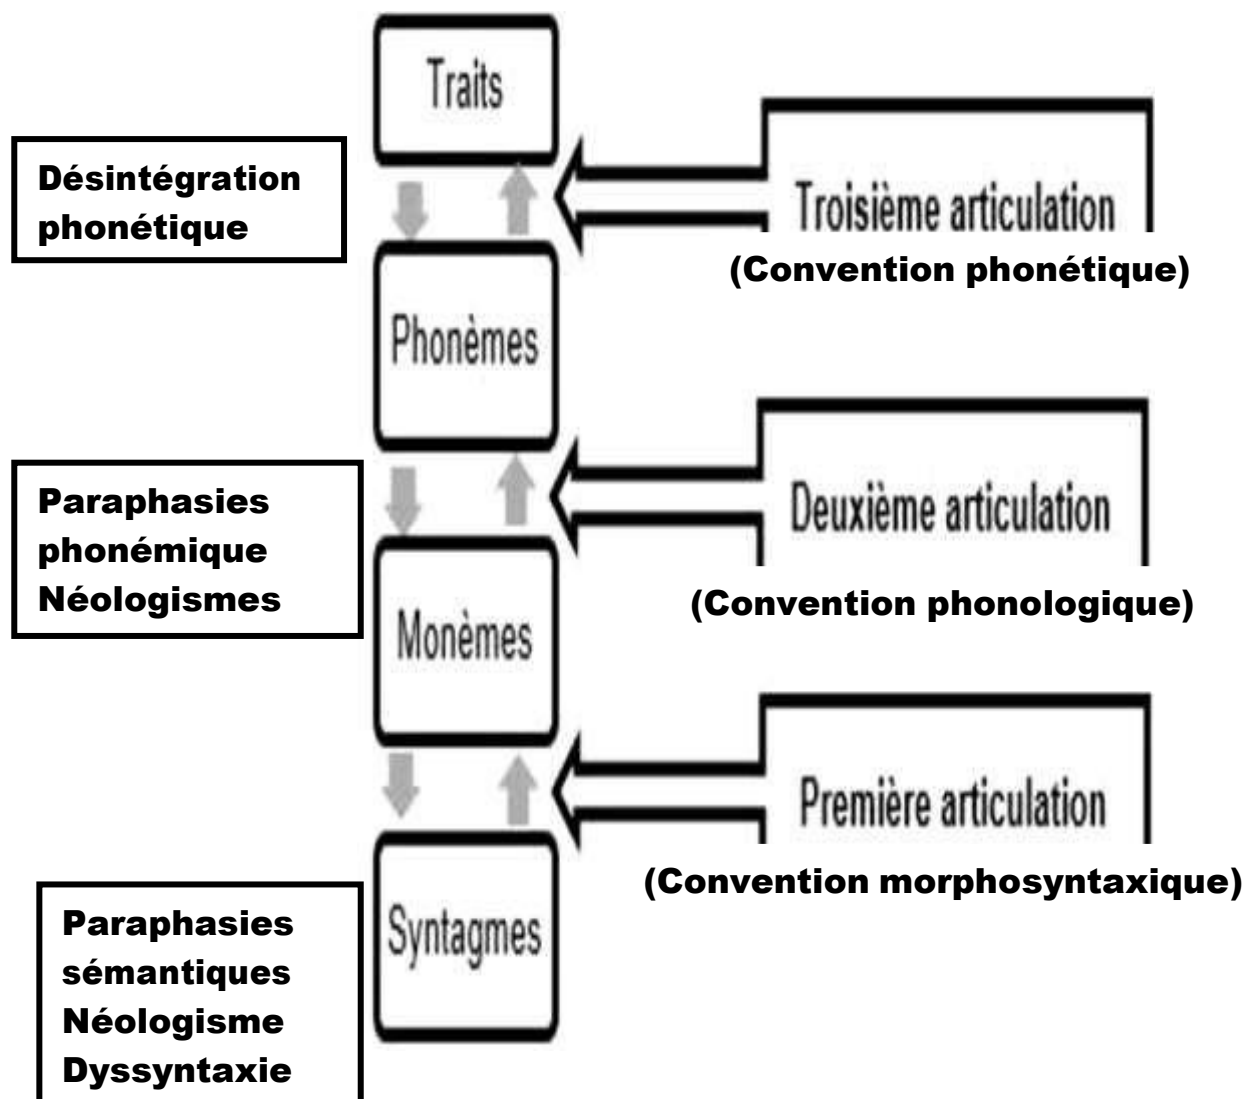 Traits
Désintégration
phonétique
Troisième articulation
(Convention phonétique)
Phonèmes
Paraphasies
phonémique
Néologismes
Deuxième articulation
(Convention phonologique)
Monèmes
Première articulation
(Convention morphosyntaxique)
Syntagmes
Paraphasies
sémantiques
Néologisme
Dyssyntaxie